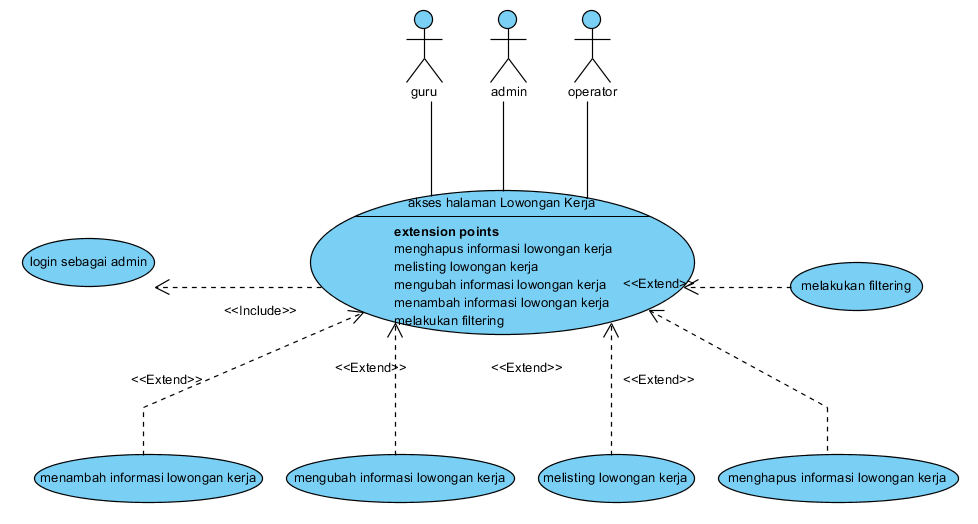 guru
admin
operator
akses halaman Lowongan Kerja
extension points
menghapus informasi lowongan kerja
melisting lowongan kerja
mengubah informasi lowongan kerja
menambah informasi lowongan kerja
melakukan filtering
login sebagai admin
<<Extend>>
melakukan filtering
<<Include>>
<<Extend>>
<<Extend>>
<<Extend>>
<<Extend>>
menambah informasi lowongan kerja
mengubah informasi lowongan kerja
melisting lowongan kerja
menghapus informasi lowongan kerja